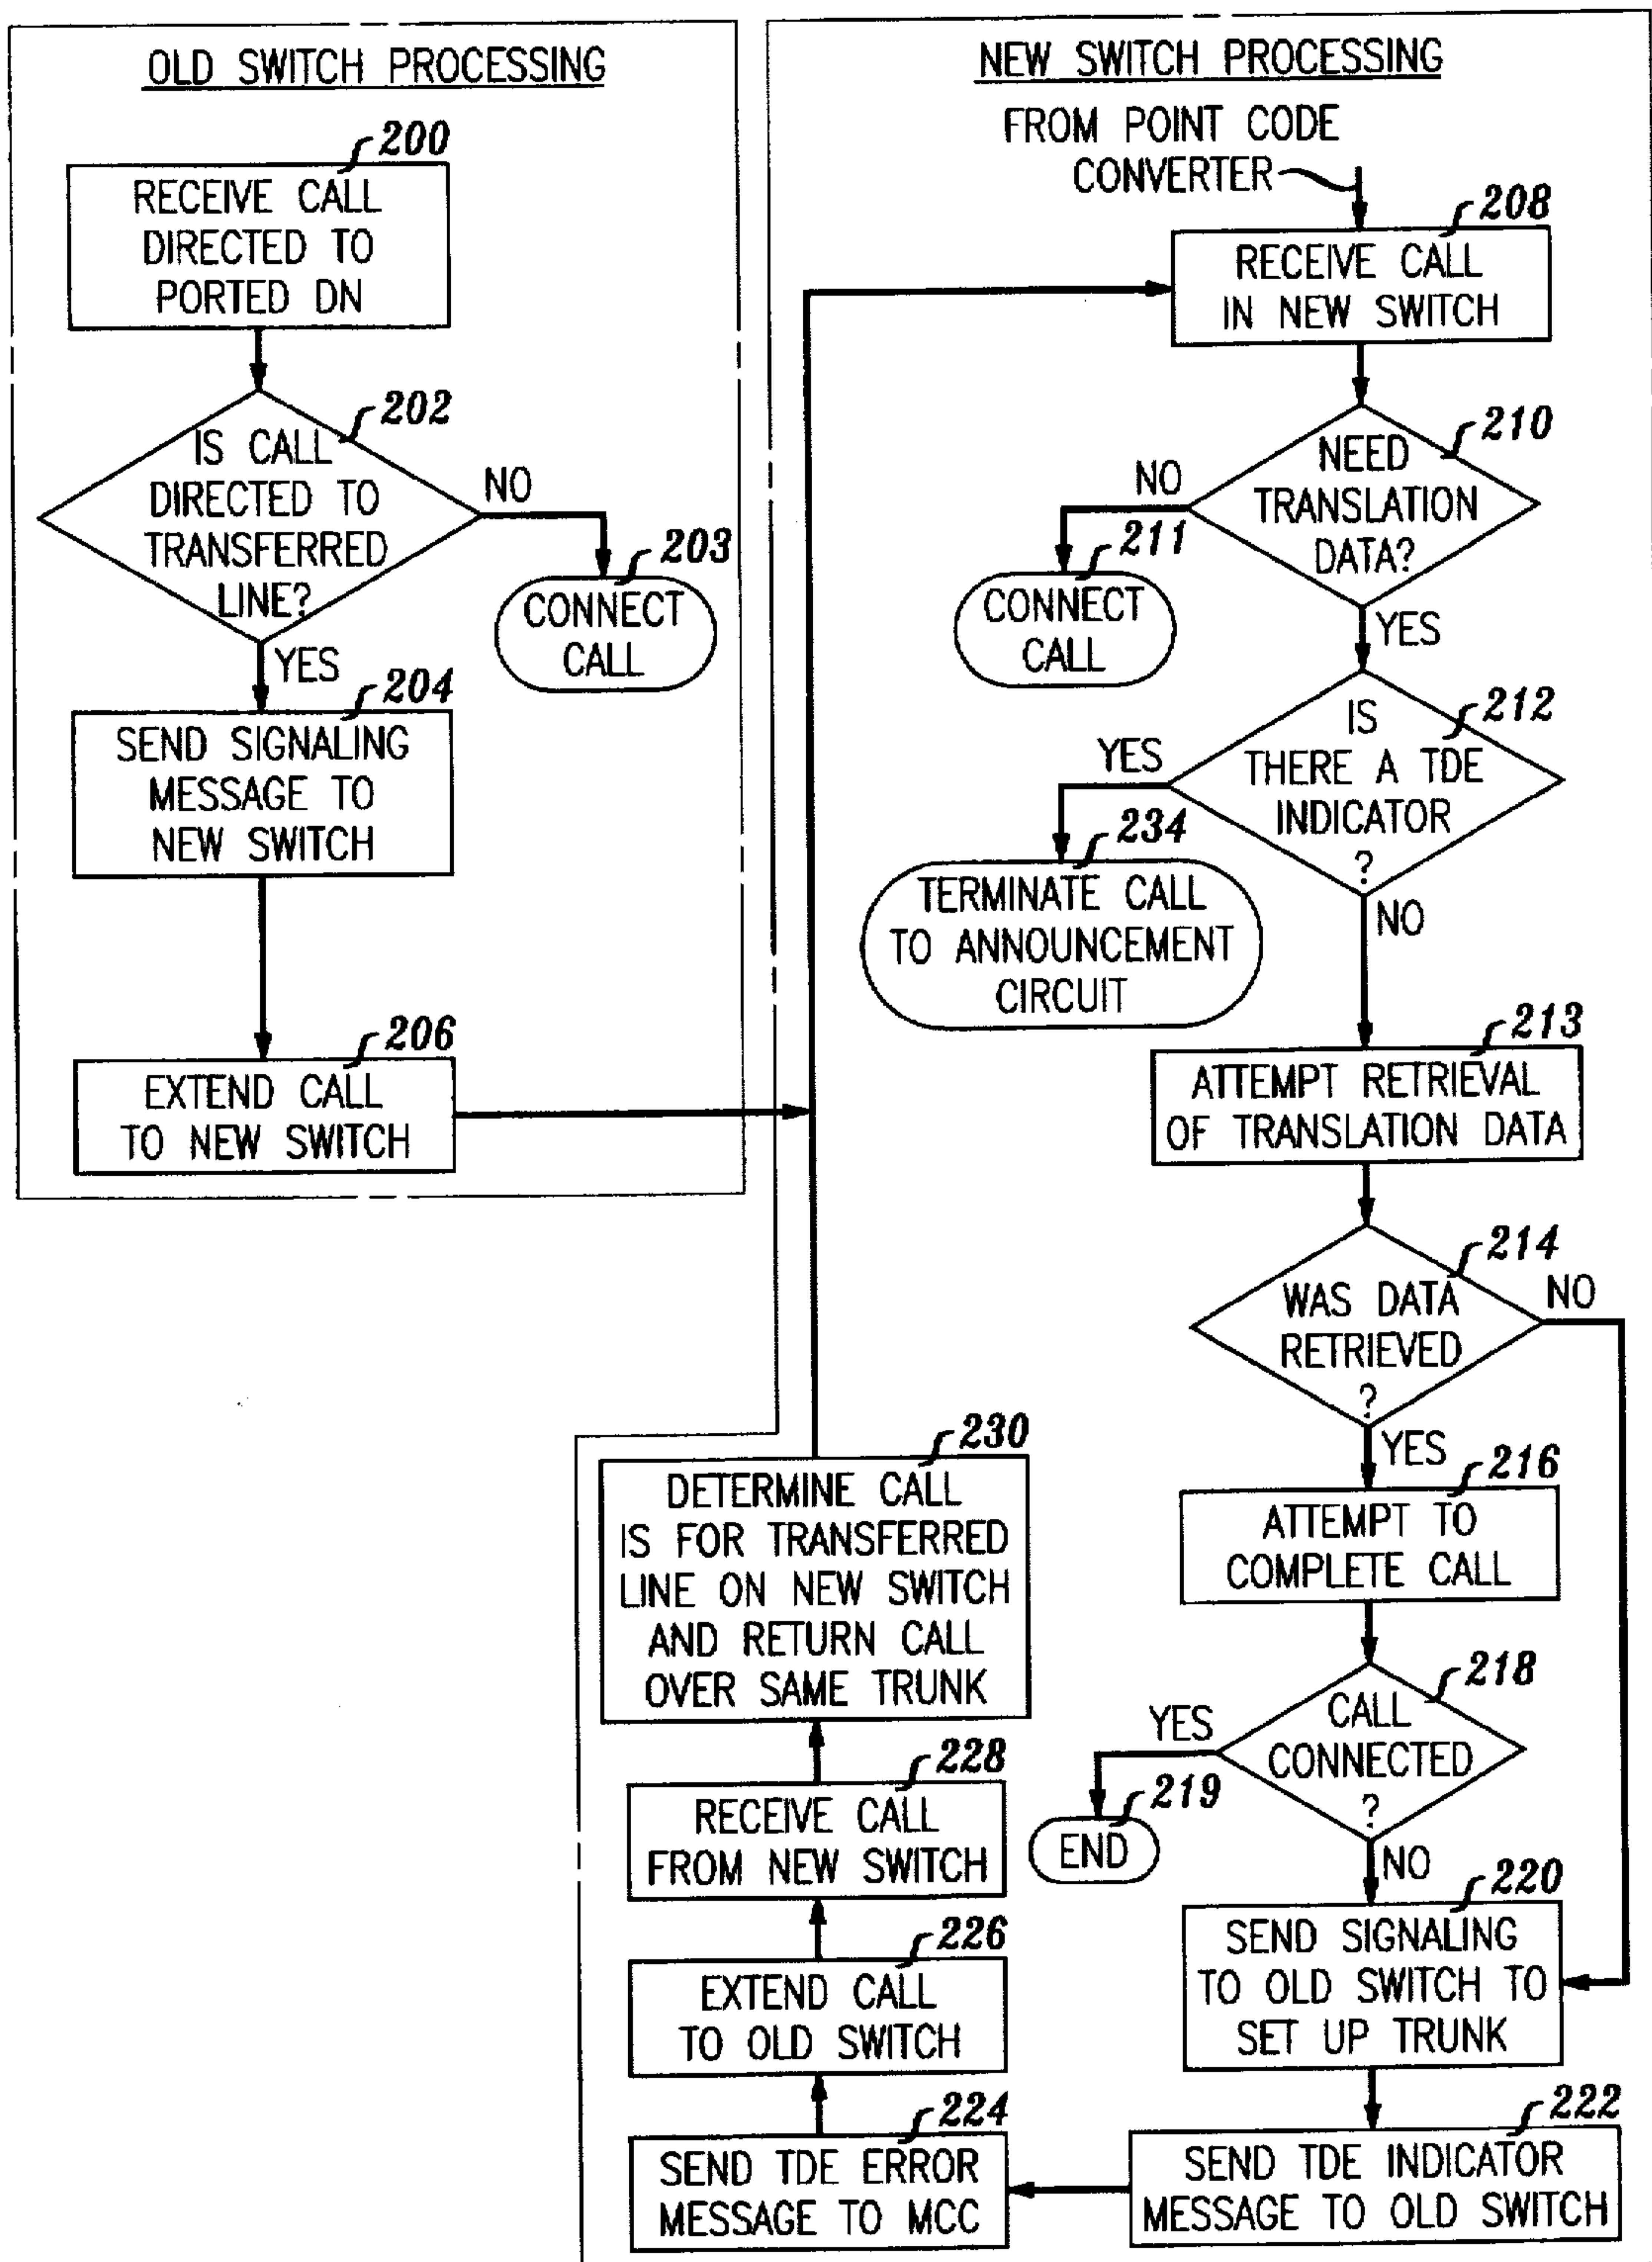 OLD SWITCH PROCESSING
200
RECEIVE CALL
DIRECTED TO
PORTED DN
202
IS CALL
DIRECTED TO
TRANSFERRED
LINE?
NO
203
CONNECT
CALL
YES
204
SEND SIGNALING
MESSAGE TO
NEW SWITCH
206
EXTEND CALL
TO NEW SWITCH
NEW SWITCH PROCESSING
FROM POINT CODE
CONVERTER
208
RECEIVE CALL
IN NEW SWITCH
210
NEED
TRANSLATION
DATA?
NO
211
CONNECT
CALL
YES
212
IS
THERE A TDE
INDICATOR
?
YES
234
TERMINATE CALL
TO ANNOUNCEMENT
CIRCUIT
NO
213
ATTEMPT RETRIEVAL
OF TRANSLATION DATA
214
WAS DATA
RETRIEVED
?
NO
YES
216
ATTEMPT TO
COMPLETE CALL
218
CALL
CONNECTED
?
YES
219
END
NO
220
SEND SIGNALING
TO OLD SWITCH TO
SET UP TRUNK
222
SEND TDE INDICATOR
MESSAGE TO OLD SWITCH
224
SEND TDE ERROR
MESSAGE TO MCC
226
EXTEND CALL
TO OLD SWITCH
228
RECEIVE CALL
FROM NEW SWITCH
230
DETERMINE CALL
IS FOR TRANSFERRED
LINE ON NEW SWITCH
AND RETURN CALL
OVER SAME TRUNK